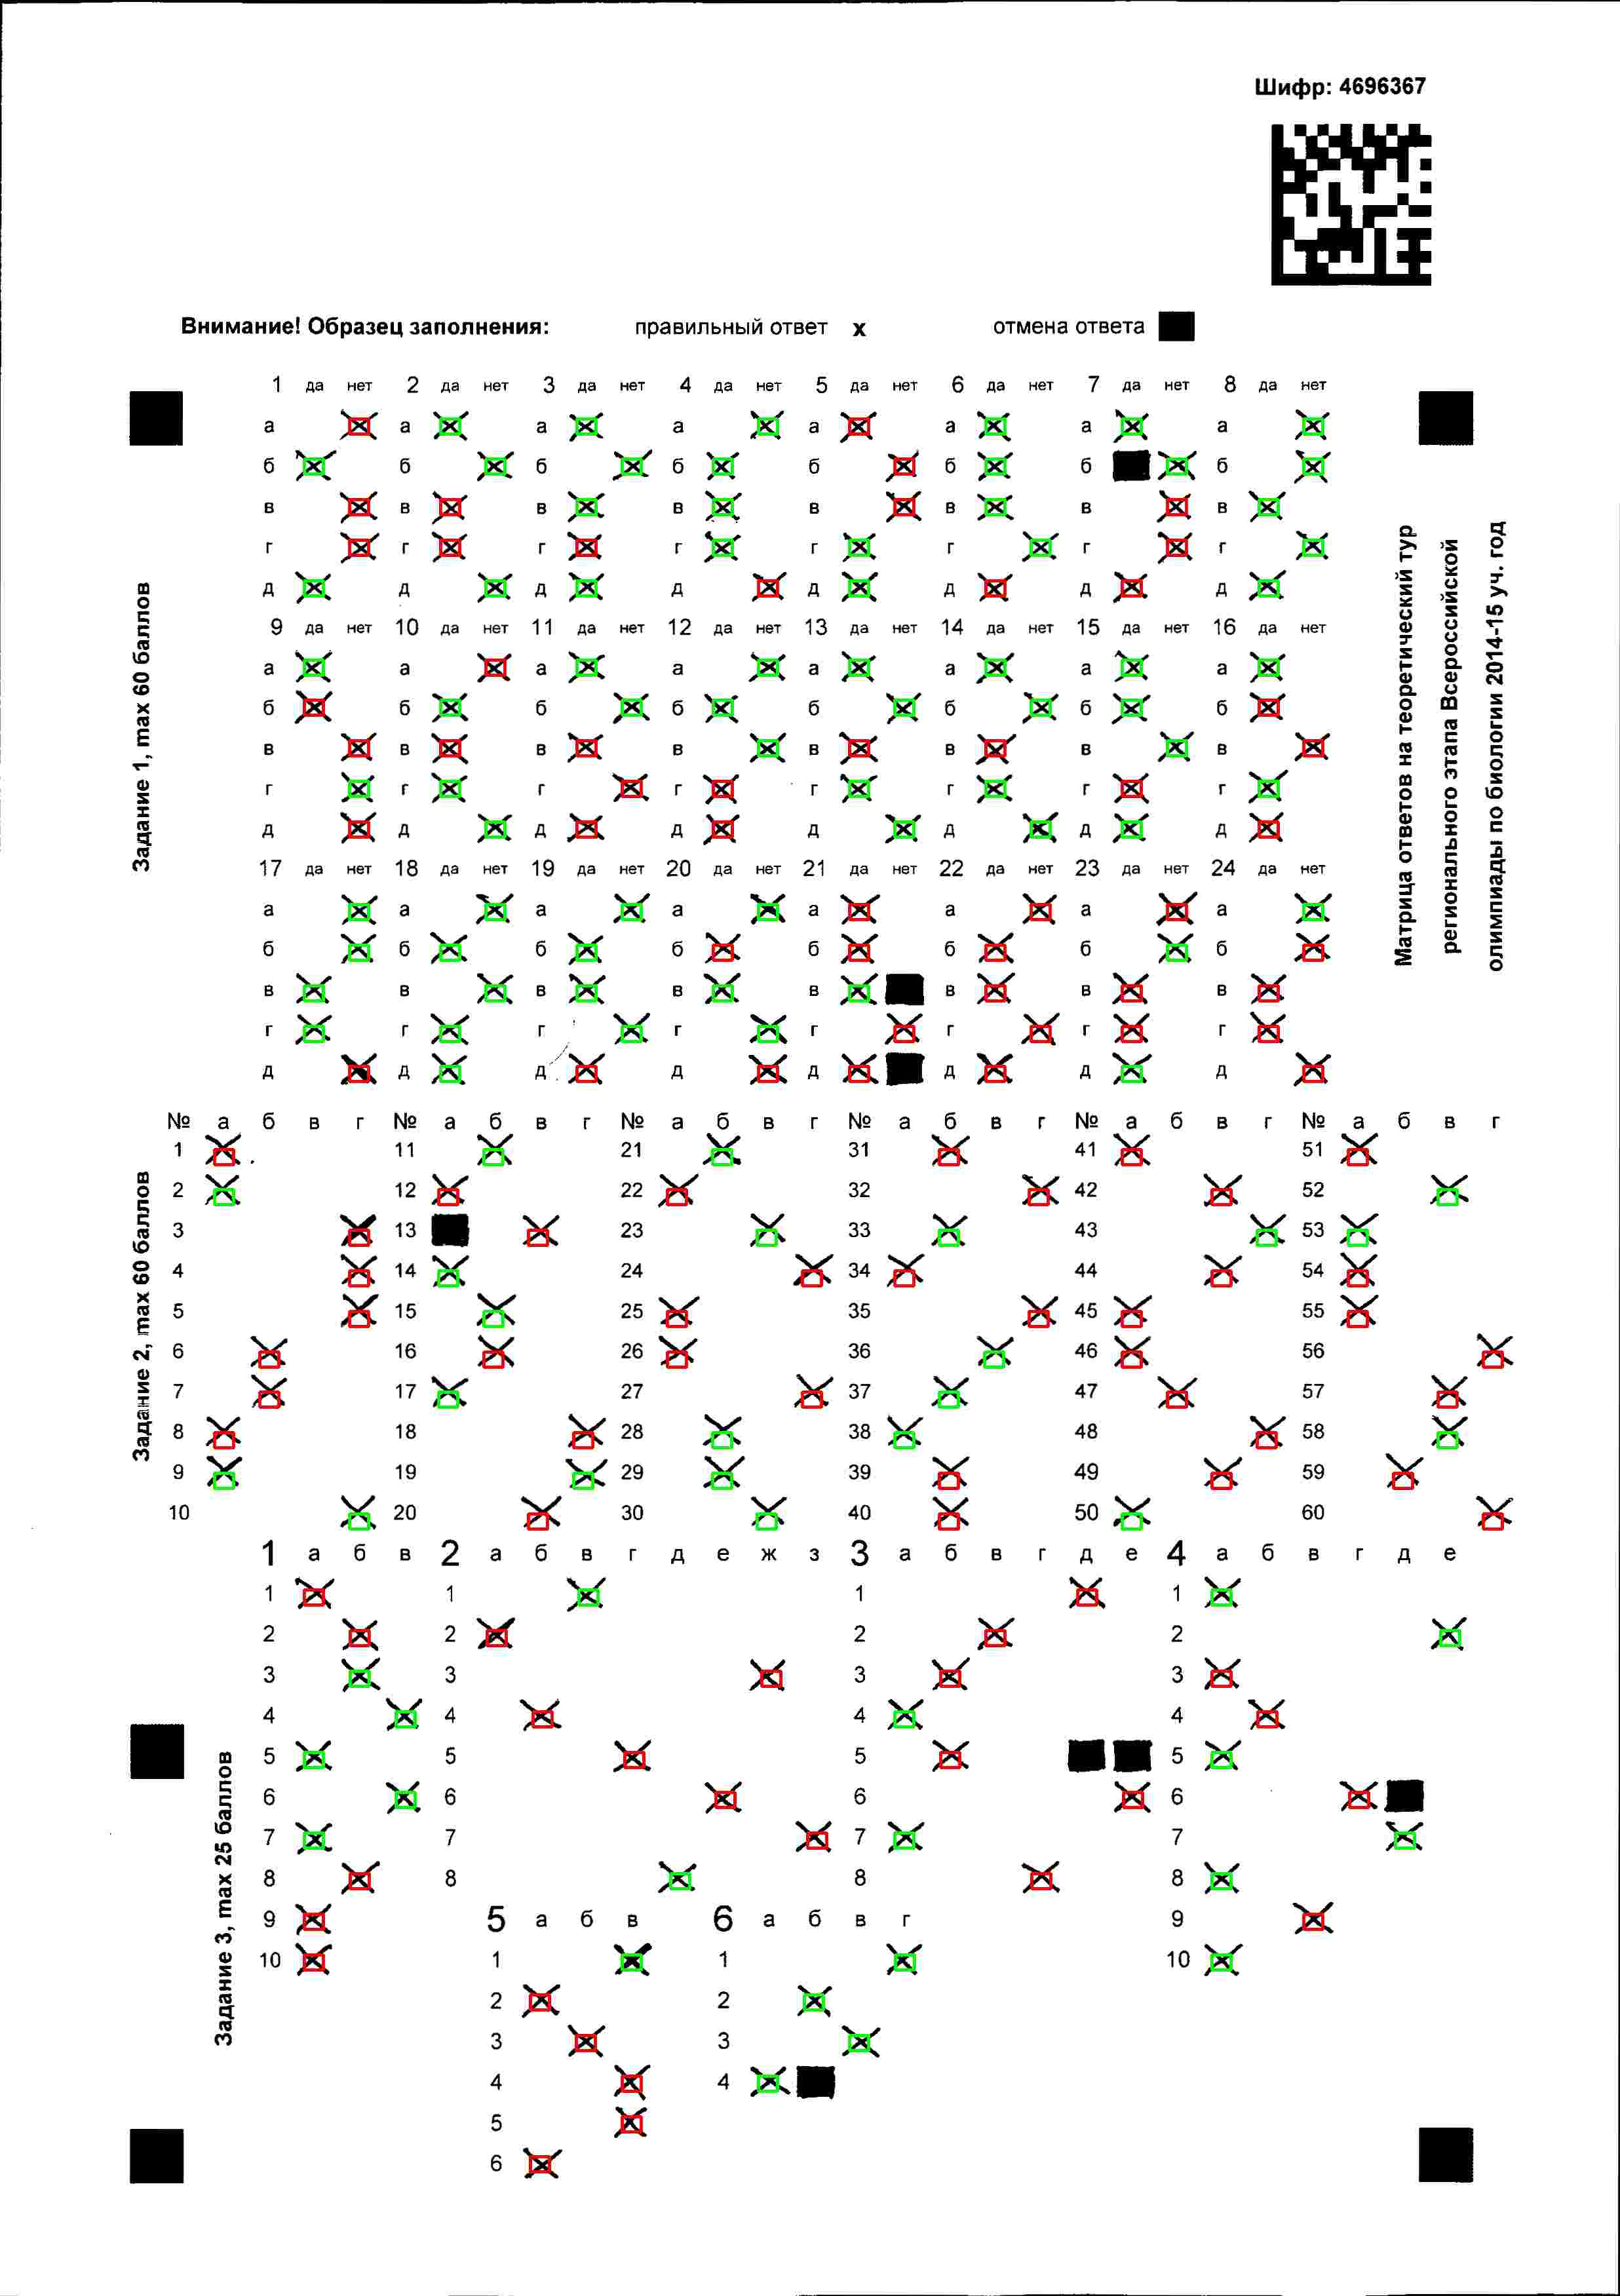 Шифр: 4696367
Внимание! Образец заполнения: правильный ответ x отмена ответа
Задание 1, max 60 баллов
1 да нет 2 да нет 3 да нет 4 да нет 5 да нет 6 да нет 7 да нет 8 да нет
а а а а а а а а
б б б б б б б б
в в в в в в в в
г г г г г г г г
д д д д д д д д
9 да нет 10 да нет 11 да нет 12 да нет 13 да нет 14 да нет 15 да нет 16 да нет
а а а а а а а а
б б б б б б б б
в в в в в в в в
г г г г г г г г
д д д д д д д д
17 да нет 18 да нет 19 да нет 20 да нет 21 да нет 22 да нет 23 да нет 24 да нет
а а а а а а а а
б б б б б б б б
в в в в в в в в
г г г г г г г г
д д д д д д д д
Матрица ответов на теоретический тур
регионального этапа Всероссийской
олимпиады по биологии 2014-15 уч. год
Задание 2, max 60 баллов
№ а б в г № а б в г № а б в г № а б в г № а б в г № а б в г
1 11 21 31 41 51
2 12 22 32 42 52
3 13 23 33 43 53
4 14 24 34 44 54
5 15 25 35 45 55
6 16 26 36 46 56
7 17 27 37 47 57
8 18 28 38 48 58
9 19 29 39 49 59
10 20 30 40 50 60
Задание 3, max 25 баллов
1 а б в 2 а б в г д е ж з 3 а б в г д е 4 а б в г д е
1 1 1 1
2 2 2 2
3 3 3 3
4 4 4 4
5 5 5 5
6 6 6 6
7 7 7 7
8 8 8 8
9 5 а б в 6 а б в г 9
10 1 1 10
2 2
3 3
4 4
5
6